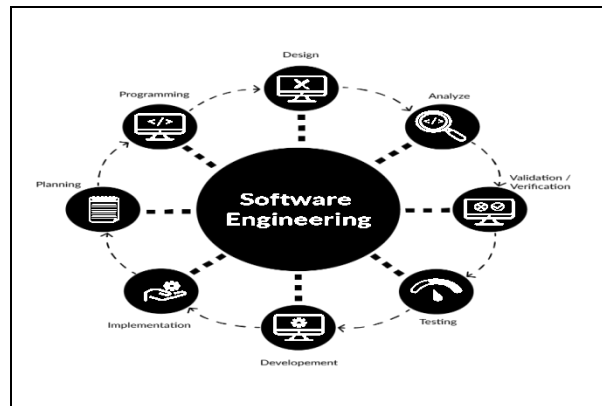 Design
Programming
Analyze
</>
</>
Planning
Validation /
Verification
Software
Engineering
Implementation
Testing
Developement